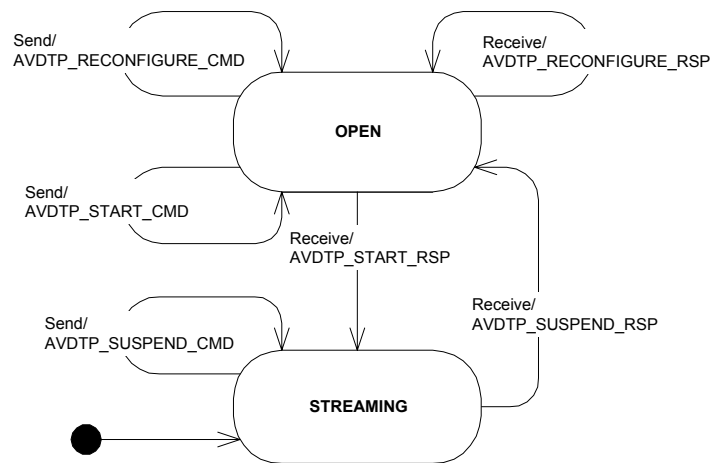 Send/
AVDTP_RECONFIGURE_CMD
Receive/
AVDTP_RECONFIGURE_RSP
OPEN
Send/
AVDTP_START_CMD
Receive/
AVDTP_START_RSP
Send/
AVDTP_SUSPEND_CMD
Receive/
AVDTP_SUSPEND_RSP
STREAMING